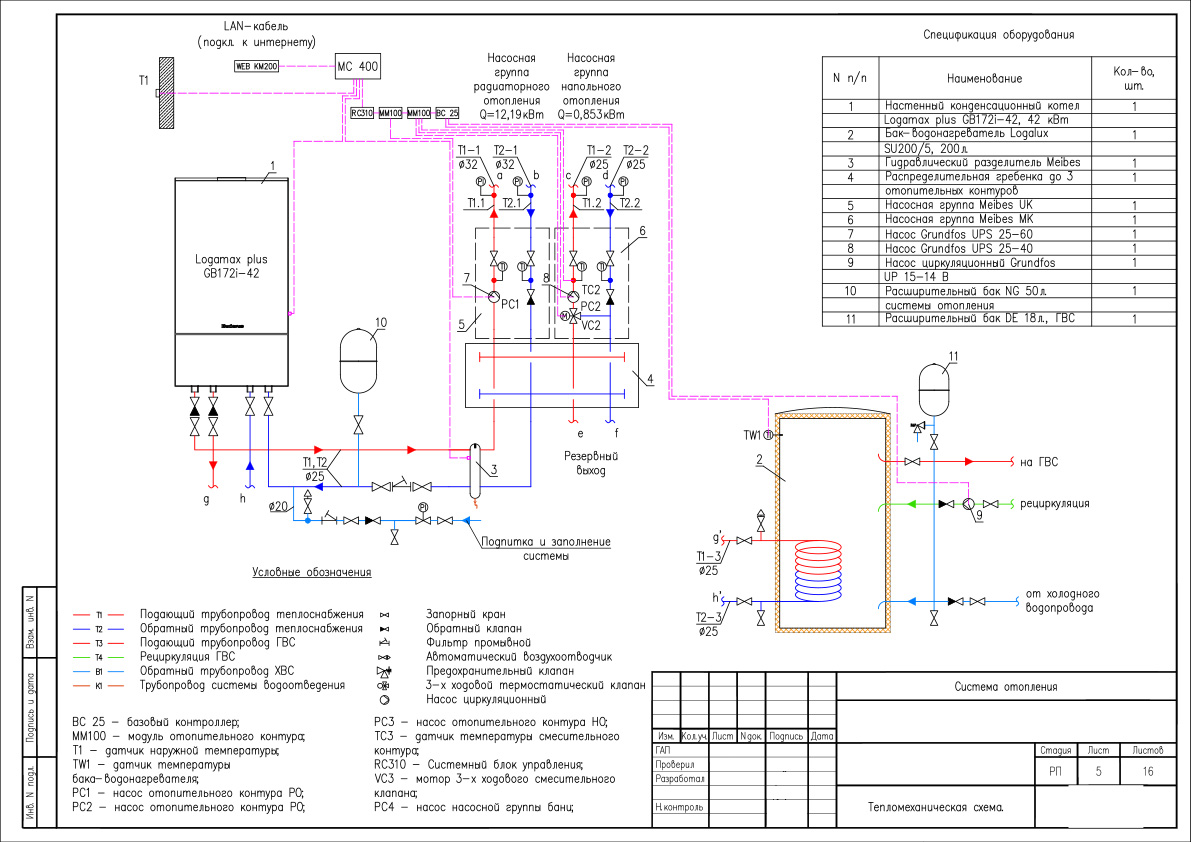 LAN-кабель
(подкл. к интернету)
WEB KM200
MC 400
T1
RC310
MM100
MM100
BC 25
Насосная
группа
радиаторного
отопления
Q=12,19кВт
Насосная
группа
напольного
отопления
Q=0,853кВт
T1-1
ø32
T2-1
ø32
T1-2
ø25
T2-2
ø25
a
b
c
d
PI
PI
PI
PI
T1.1
T2.1
T1.2
T2.2
TI
TI
TI
TI
1
Logamax plus
GB172i-42
Buderus
7
PC1
5
8
TC2
PC2
M
VC2
6
4
10
e
f
Резервный
выход
g
h
T1,T2
ø25
3
ø20
PI
Подпитка и заполнение
системы
11
TW1
TI
2
на ГВС
рециркуляция
9
g'
T1-3
ø25
h'
T2-3
ø25
от холодного
водопровода
Спецификация оборудования
N п/п
Наименование
Кол-во,
шт.
1 Настенный конденсационный котел 1
Logamax plus GB172i-42, 42 кВт
2 Бак-водонагреватель Logalux 1
SU200/5, 200л.
3 Гидравлический разделитель Meibes 1
4 Распределительная гребенка до 3 1
отопительных контуров
5 Насосная группа Meibes UK 1
6 Насосная группа Meibes MK 1
7 Насос Grundfos UPS 25-60 1
8 Насос Grundfos UPS 25-40 1
9 Насос циркуляционный Grundfos 1
UP 15-14 B
10 Расширительный бак NG 50л. 1
системы отопления
11 Расширительный бак DE 18л., ГВС 1
Условные обозначения
T1 Подающий трубопровод теплоснабжения
T2 Обратный трубопровод теплоснабжения
T3 Подающий трубопровод ГВС
T4 Рециркуляция ГВС
B1 Обратный трубопровод ХВС
K1 Трубопровод системы водоотведения
Запорный кран
Обратный клапан
Фильтр промывной
Автоматический воздухоотводчик
Предохранительный клапан
3-х ходовой термостатический клапан
Насос циркуляционный
BC 25 - базовый контроллер;
MM100 - модуль отопительного контура;
T1 - датчик наружной температуры;
TW1 - датчик температуры
бака-водонагревателя;
PC1 - насос отопительного контура РО;
PC2 - насос отопительного контура РО;
PC3 - насос отопительного контура НО;
TC3 - датчик температуры смесительного
контура;
RC310 - Системный блок управления;
VC3 - мотор 3-х ходового смесительного
клапана;
PC4 - насос насосной группы бани;
Взам. инв. N
Подпись и дата
Инв. N подл.
Изм. Кол.уч. Лист Nдок. Подпись Дата
ГАП
Проверил
Разработал
Н.контроль
Система отопления
Стадия Лист Листов
РП 5 16
Тепломеханическая схема.